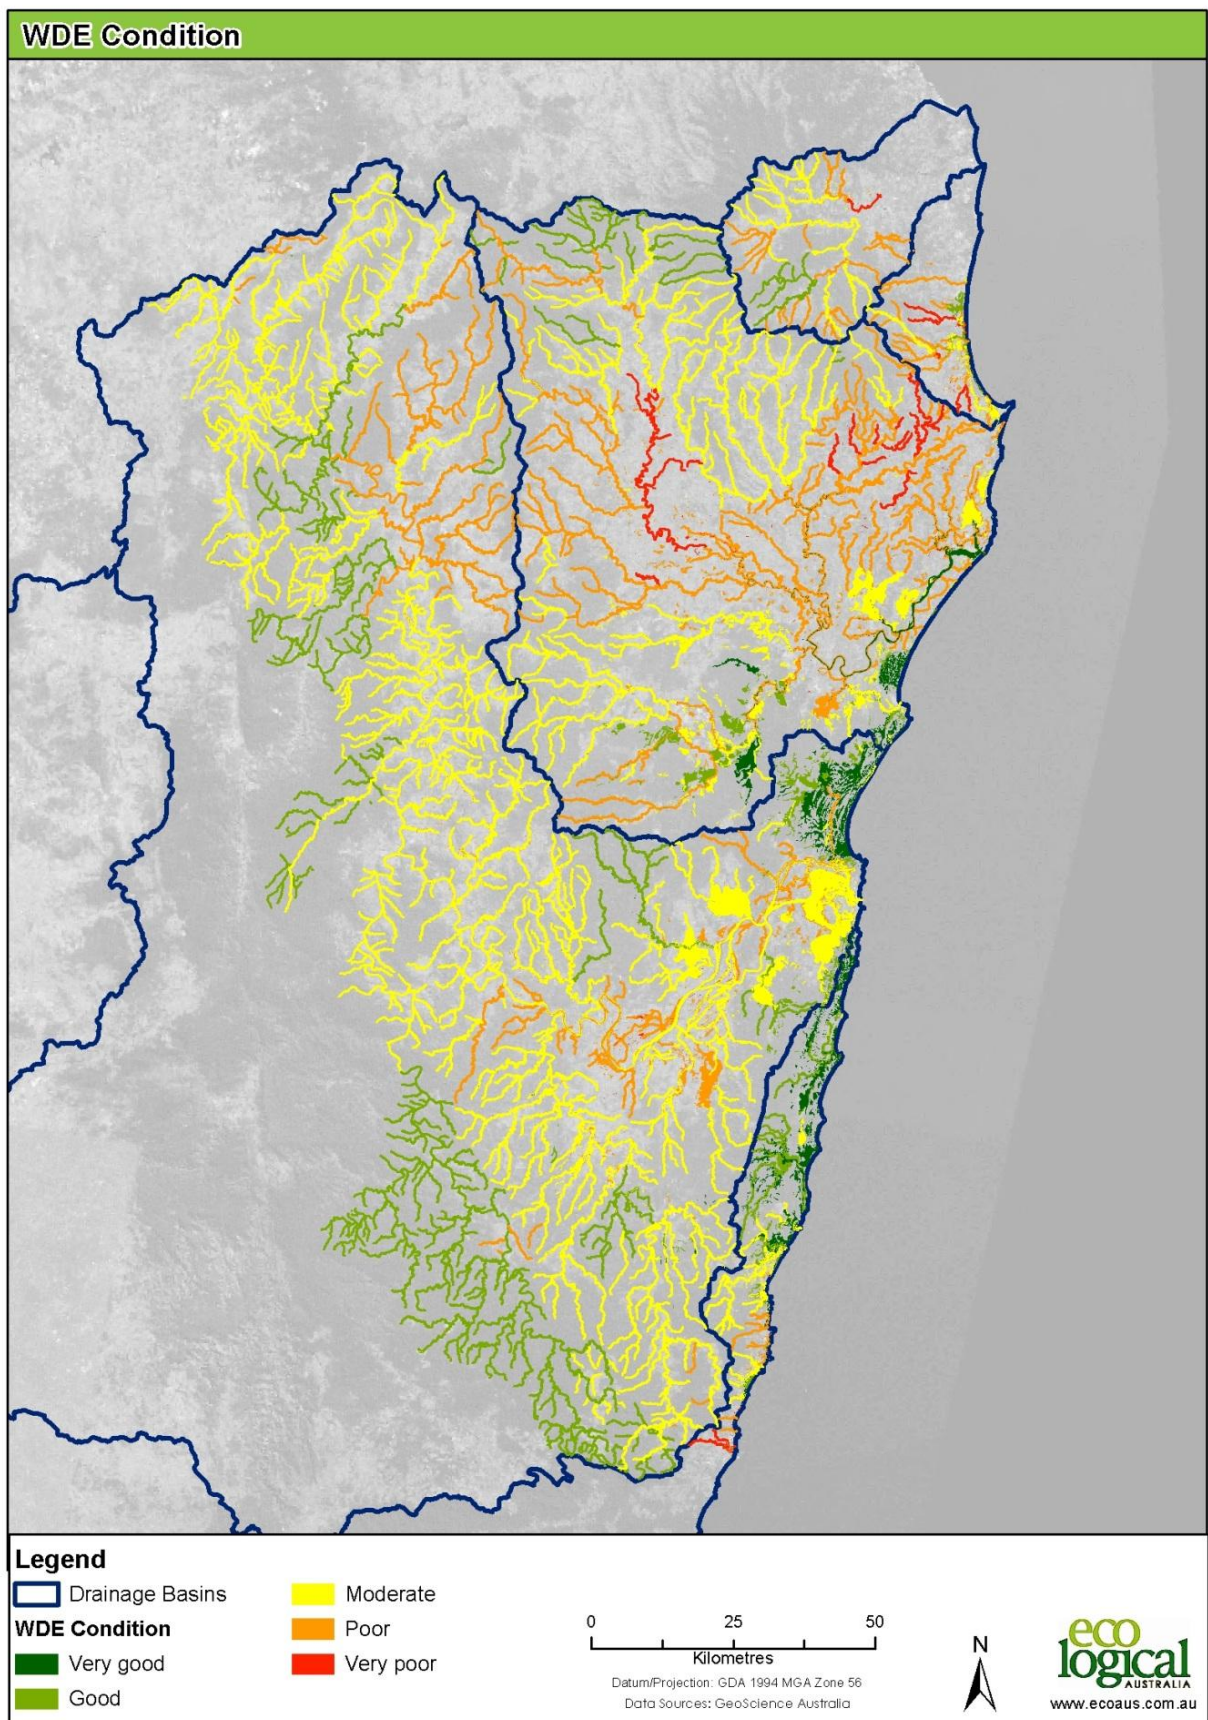 WDE Condition
Legend
Drainage Basins
WDE Condition
Very good
Good
Moderate
Poor
Very poor
0 25 50
Kilometres
Datum/Projection: GDA 1994 MGA Zone 56
Data Sources: GeoScience Australia
N
eco
logical
AUSTRALIA
www.ecoaus.com.au